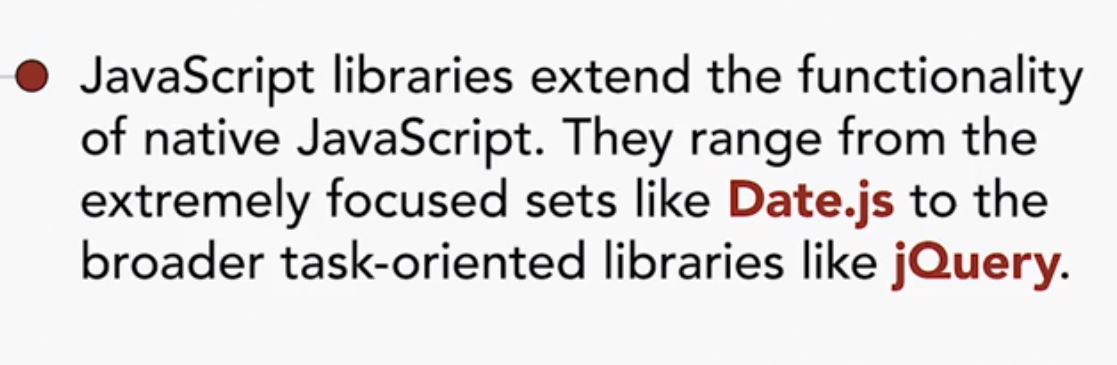 JavaScript libraries extend the functionality
of native JavaScript. They range from the
extremely focused sets like Date.js to the
broader task-oriented libraries like jQuery.